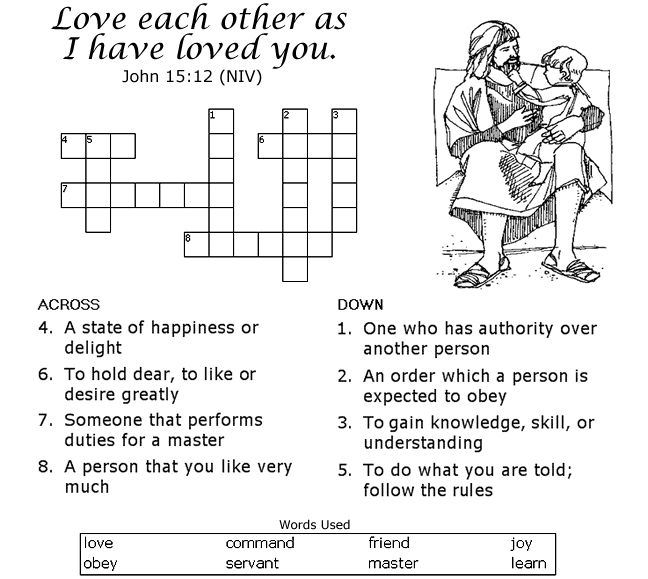 Love each other as
I have loved you.
John 15:12 (NIV)
1 2 3
4 5 6
7
8
ACROSS
4. A state of happiness or
delight
6. To hold dear, to like or
desire greatly
7. Someone that performs
duties for a master
8. A person that you like very
much
DOWN
1. One who has authority over
another person
2. An order which a person is
expected to obey
3. To gain knowledge, skill, or
understanding
5. To do what you are told;
follow the rules
Words Used
love command friend joy
obey servant master learn